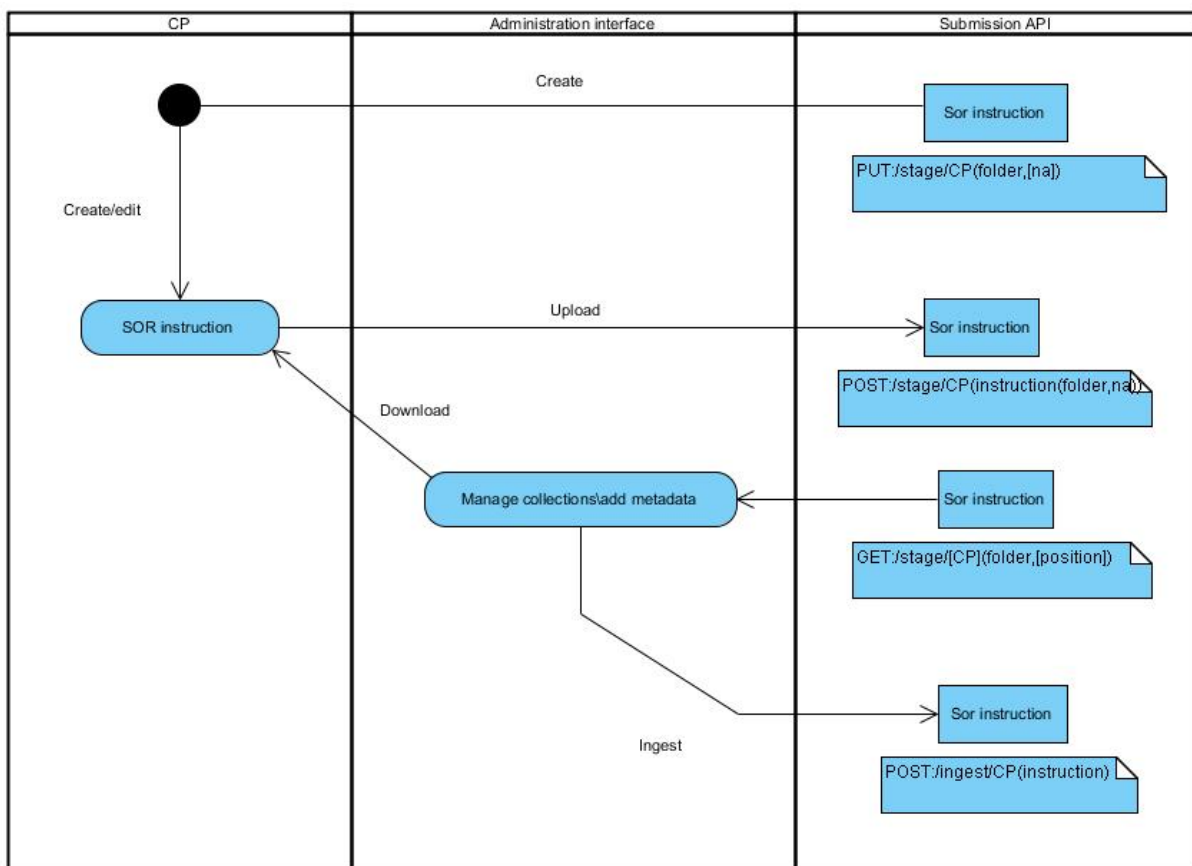 CP
Administration interface
Submission API
Create
Sor instruction
PUT:/stage/CP(folder,[na])
Create/edit
SOR instruction
Upload
Sor instruction
POST:/stage/CP(instruction(folder,na))
Download
Manage collections\add metadata
Sor instruction
GET:/stage/[CP](folder,[position])
Sor instruction
Ingest
POST:/ingest/CP(instruction)